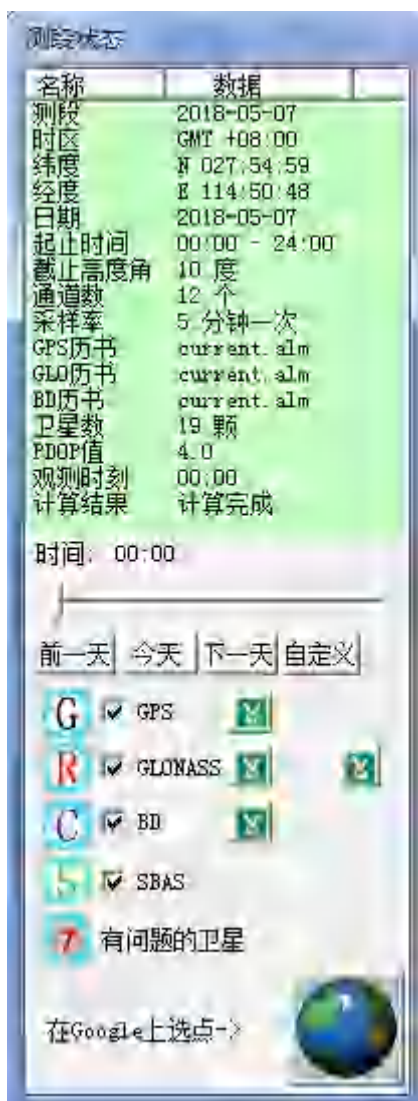 测段状态
名称 数据
测段 2018-05-07
时区 GMT +08:00
纬度 N 027:54:59
经度 E 114:50:48
日期 2018-05-07
起止时间 00:00 - 24:00
截止高度角 10 度
通道数 12 个
采样率 5 分钟一次
GPS历书 current.alm
GLO历书 current.alm
BD历书 current.alm
卫星数 19 颗
PDOP值 4.0
观测时刻 00:00
计算结果 计算完成
时间: 00:00
前一天 今天 下一天 自定义
G GPS
R GLONASS
C BD
S SBAS
? 有问题的卫星
在Google上选点->